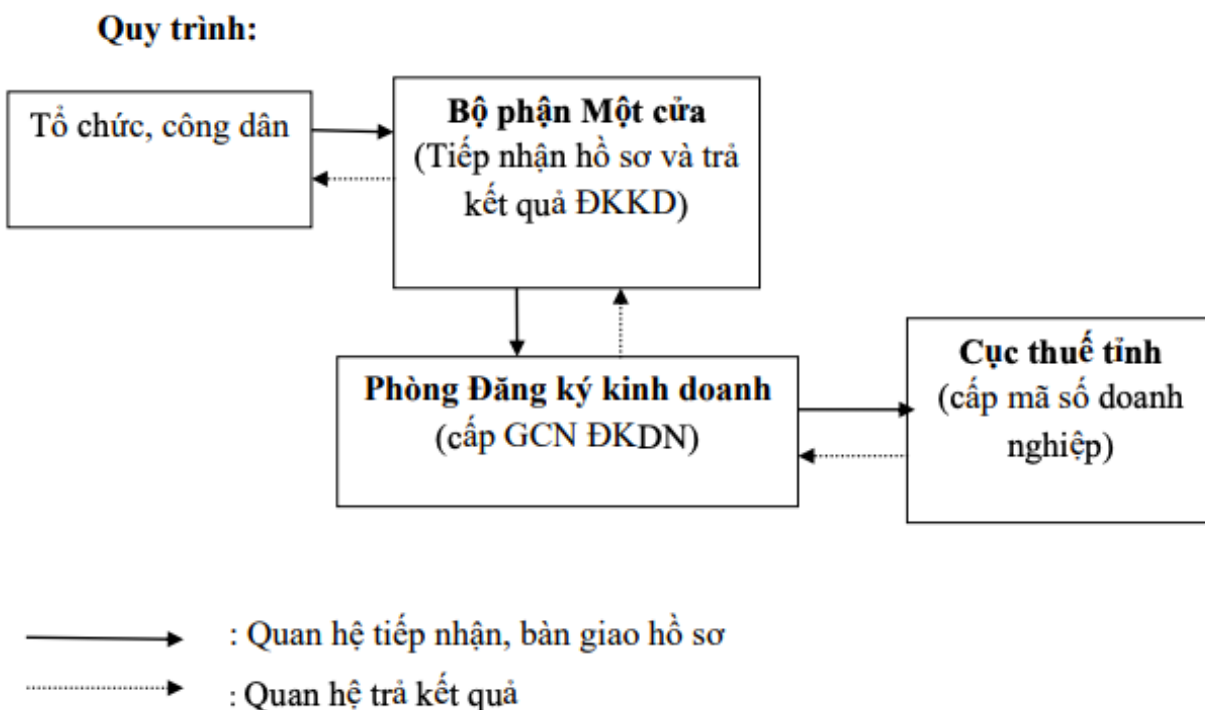 Quy trình:
Tổ chức, công dân
Bộ phận Một cửa
(Tiếp nhận hồ sơ và trả
kết quả ĐKKD)
Phòng Đăng ký kinh doanh
(cấp GCN ĐKDN)
Cục thuế tỉnh
(cấp mã số doanh
nghiệp)
: Quan hệ tiếp nhận, bàn giao hồ sơ
: Quan hệ trả kết quả